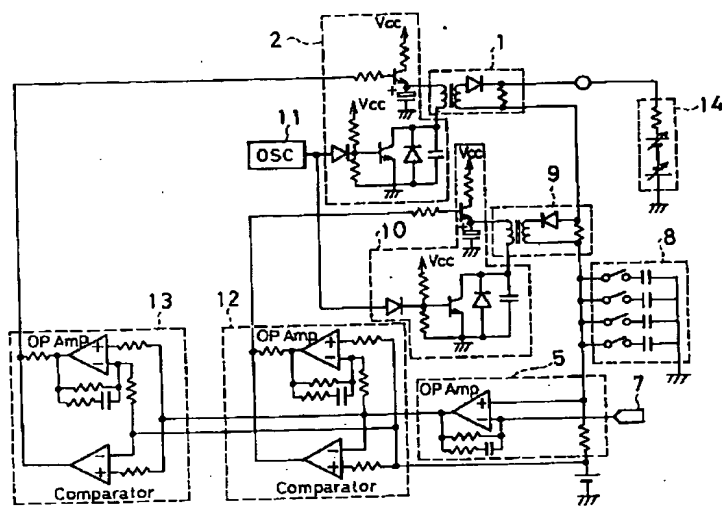 2
Vcc
1
11
Vcc
OSC
14
Vcc
9
10
8
Vcc
13
12
OP Amp
OP Amp
5
OP Amp
7
Comparator
Comparator